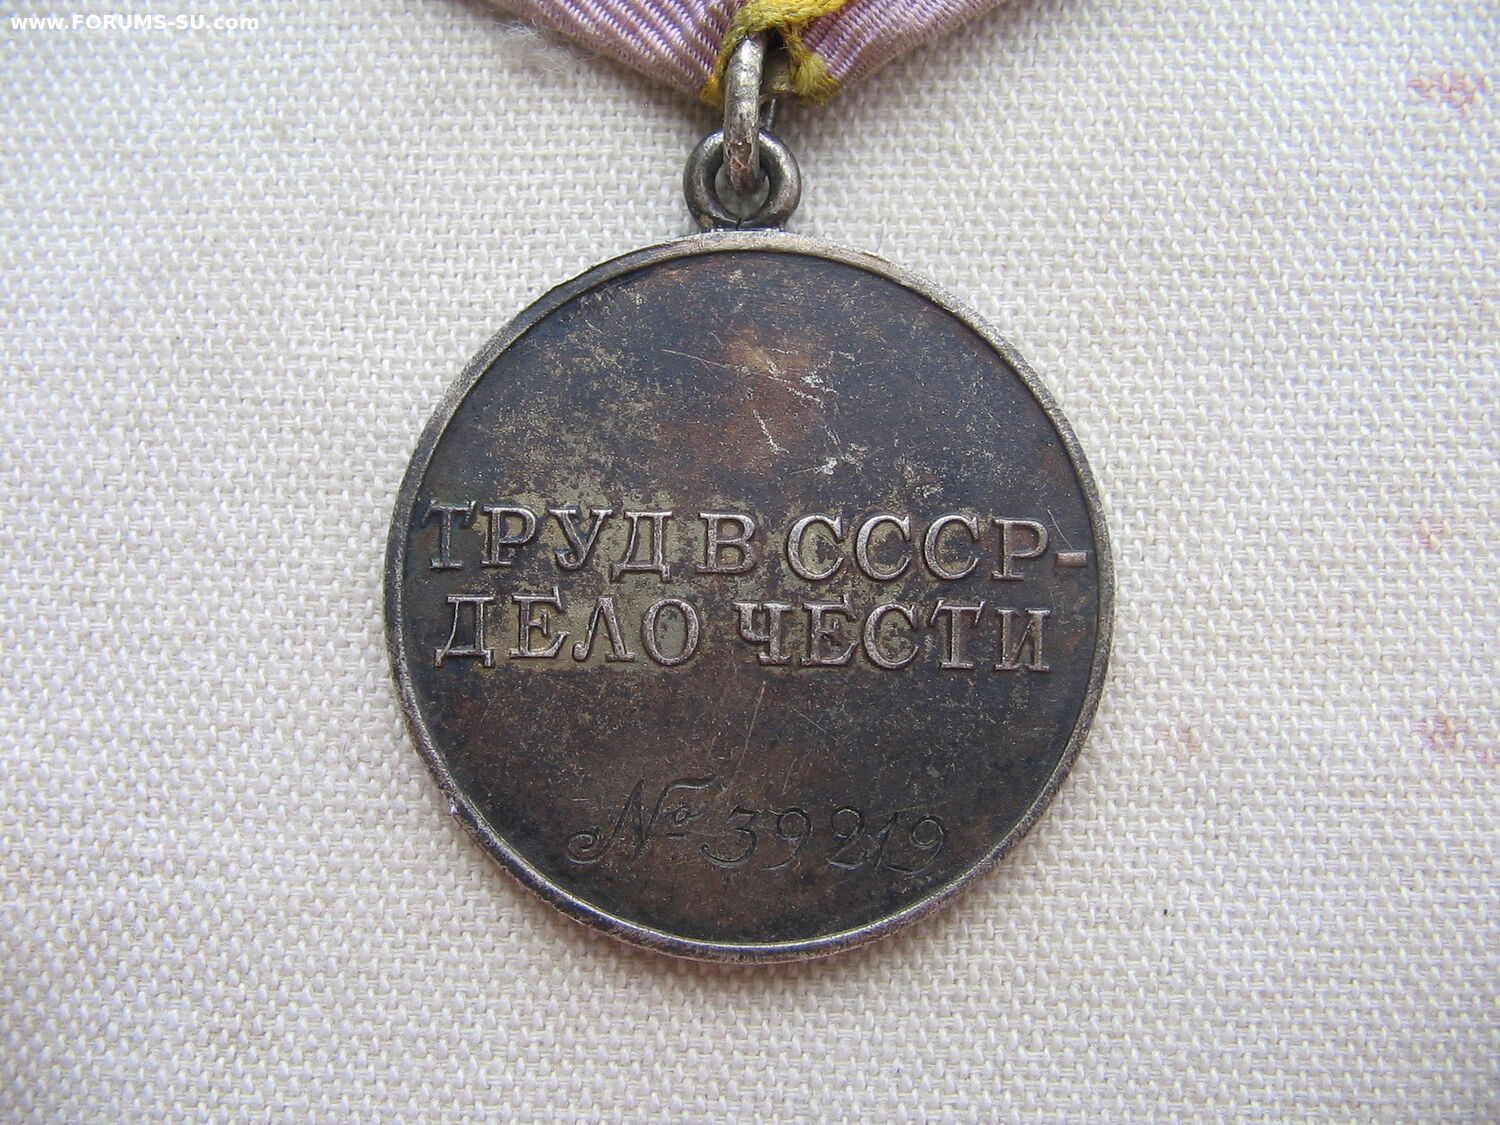 www.FORUMS-SU.com
ТРУД В СССР-
ДЕЛО ЧЕСТИ
№ 39219